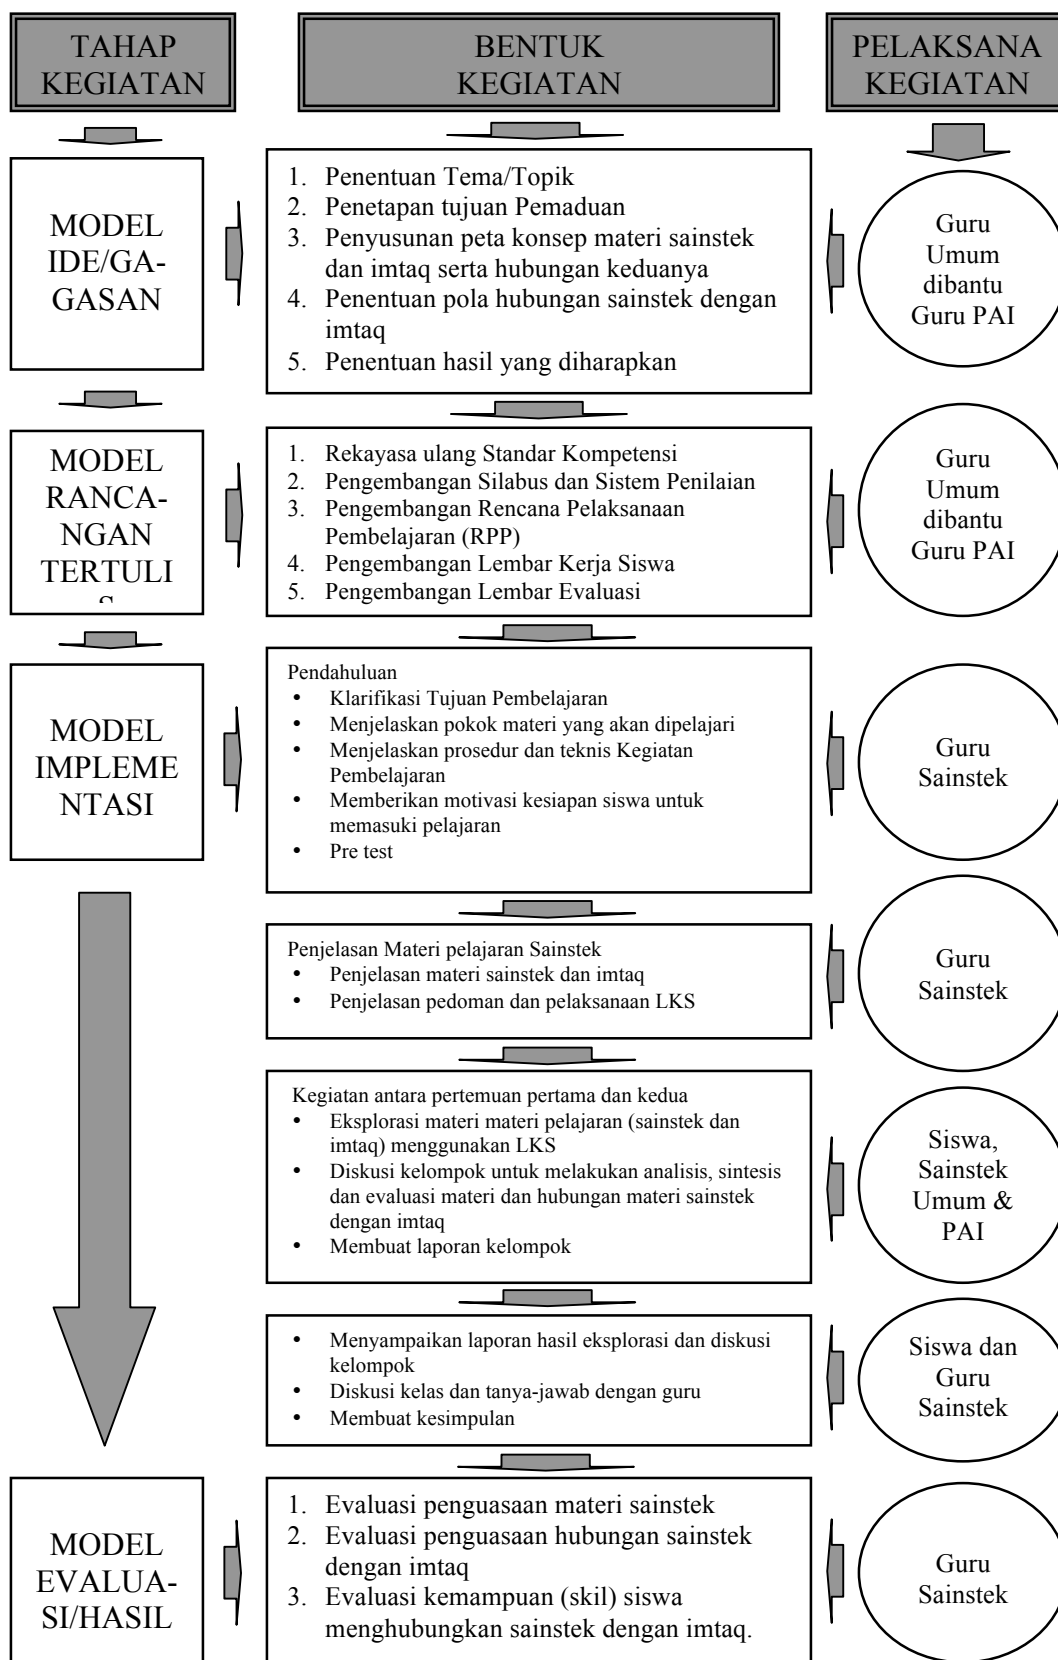 TAHAP
KEGIATAN
BENTUK
KEGIATAN
PELAKSANA
KEGIATAN
MODEL
IDE/GA-
GASAN
1. Penentuan Tema/Topik
2. Penetapan tujuan Pemaduan
3. Penyusunan peta konsep materi sainstek
dan imtaq serta hubungan keduanya
4. Penentuan pola hubungan sainstek dengan
imtaq
5. Penentuan hasil yang diharapkan
Guru
Umum
dibantu
Guru PAI
MODEL
RANCA-
NGAN
TERTULI
S
1. Rekayasa ulang Standar Kompetensi
2. Pengembangan Silabus dan Sistem Penilaian
3. Pengembangan Rencana Pelaksanaan
Pembelajaran (RPP)
4. Pengembangan Lembar Kerja Siswa
5. Pengembangan Lembar Evaluasi
Guru
Umum
dibantu
Guru PAI
MODEL
IMPLEME
NTASI
Pendahuluan
• Klarifikasi Tujuan Pembelajaran
• Menjelaskan pokok materi yang akan dipelajari
• Menjelaskan prosedur dan teknis Kegiatan
Pembelajaran
• Memberikan motivasi kesiapan siswa untuk
memasuki pelajaran
• Pre test
Guru
Sainstek
Penjelasan Materi pelajaran Sainstek
• Penjelasan materi sainstek dan imtaq
• Penjelasan pedoman dan pelaksanaan LKS
Guru
Sainstek
Kegiatan antara pertemuan pertama dan kedua
• Eksplorasi materi materi pelajaran (sainstek dan
imtaq) menggunakan LKS
• Diskusi kelompok untuk melakukan analisis, sintesis
dan evaluasi materi dan hubungan materi sainstek
dengan imtaq
• Membuat laporan kelompok
Siswa,
Sainstek
Umum &
PAI
• Menyampaikan laporan hasil eksplorasi dan diskusi
kelompok
• Diskusi kelas dan tanya-jawab dengan guru
• Membuat kesimpulan
Siswa dan
Guru
Sainstek
MODEL
EVALUA-
SI/HASIL
1. Evaluasi penguasaan materi sainstek
2. Evaluasi penguasaan hubungan sainstek
dengan imtaq
3. Evaluasi kemampuan (skil) siswa
menghubungkan sainstek dengan imtaq.
Guru
Sainstek